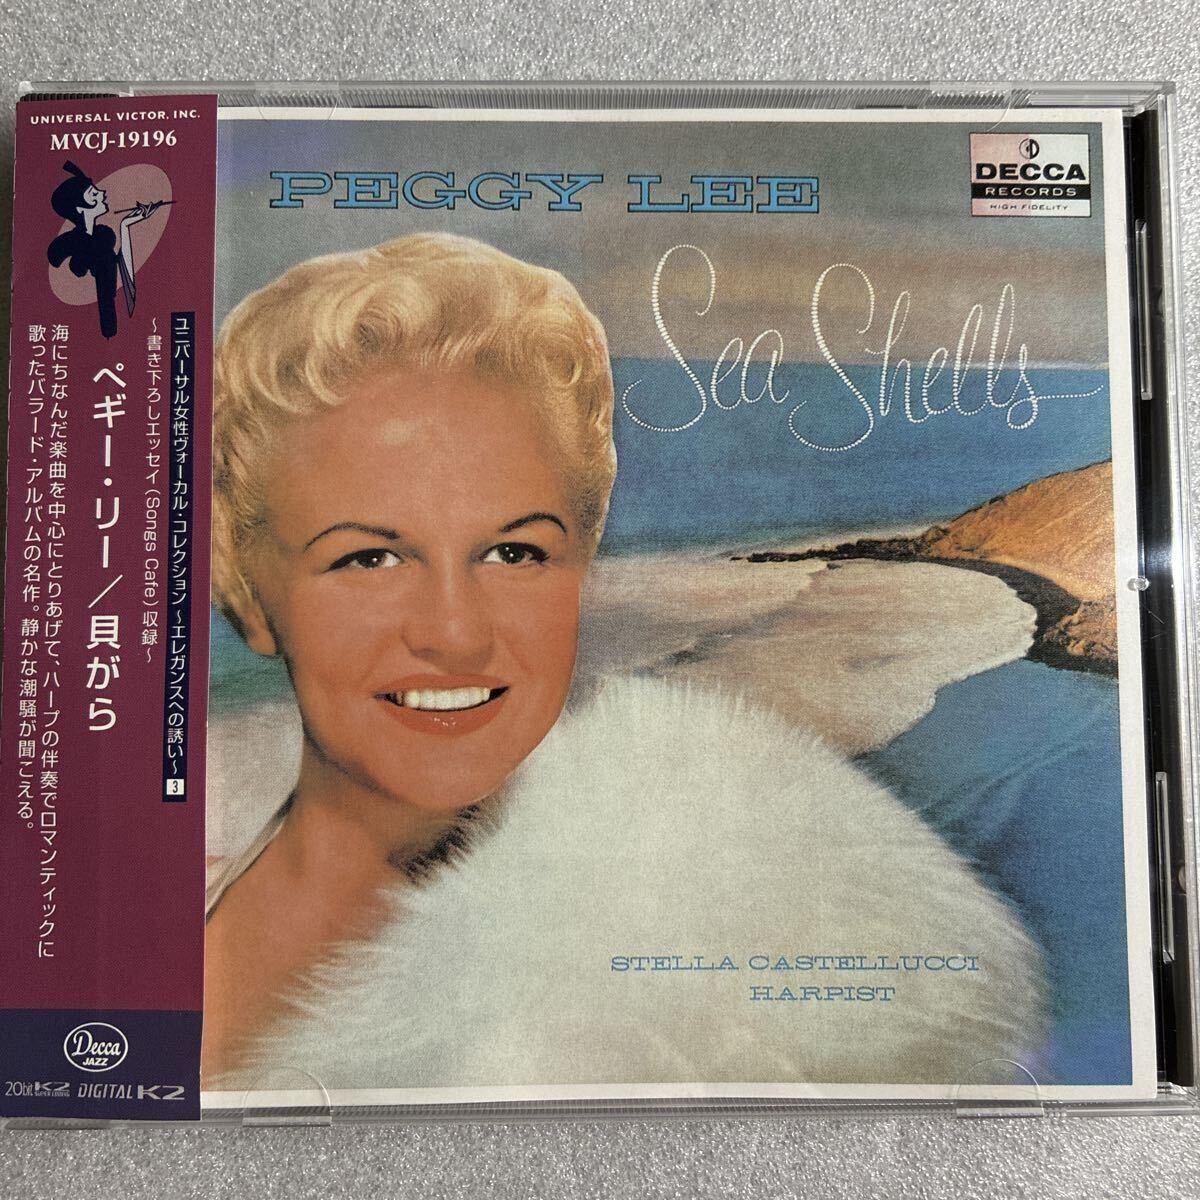 UNIVERSAL VICTOR, INC.
MVCJ-19196
ユニバーサル女性ヴォーカル・コレクション 〜エレガンスへの誘い〜 3
〜書き下ろしエッセイ(Songs Cafe)収録〜
ペギー・リー/貝がら
海にちなんだ楽曲を中心にとりあげて、ハープの伴奏でロマンティックに
歌ったバラード・アルバムの名作。静かな潮騒が聞こえる。
Decca
JAZZ
20bit K2 SUPER CODING DIGITAL K2
PEGGY LEE
DECCA
RECORDS
HIGH FIDELITY
Sea Shells
STELLA CASTELLUCCI
HARPIST